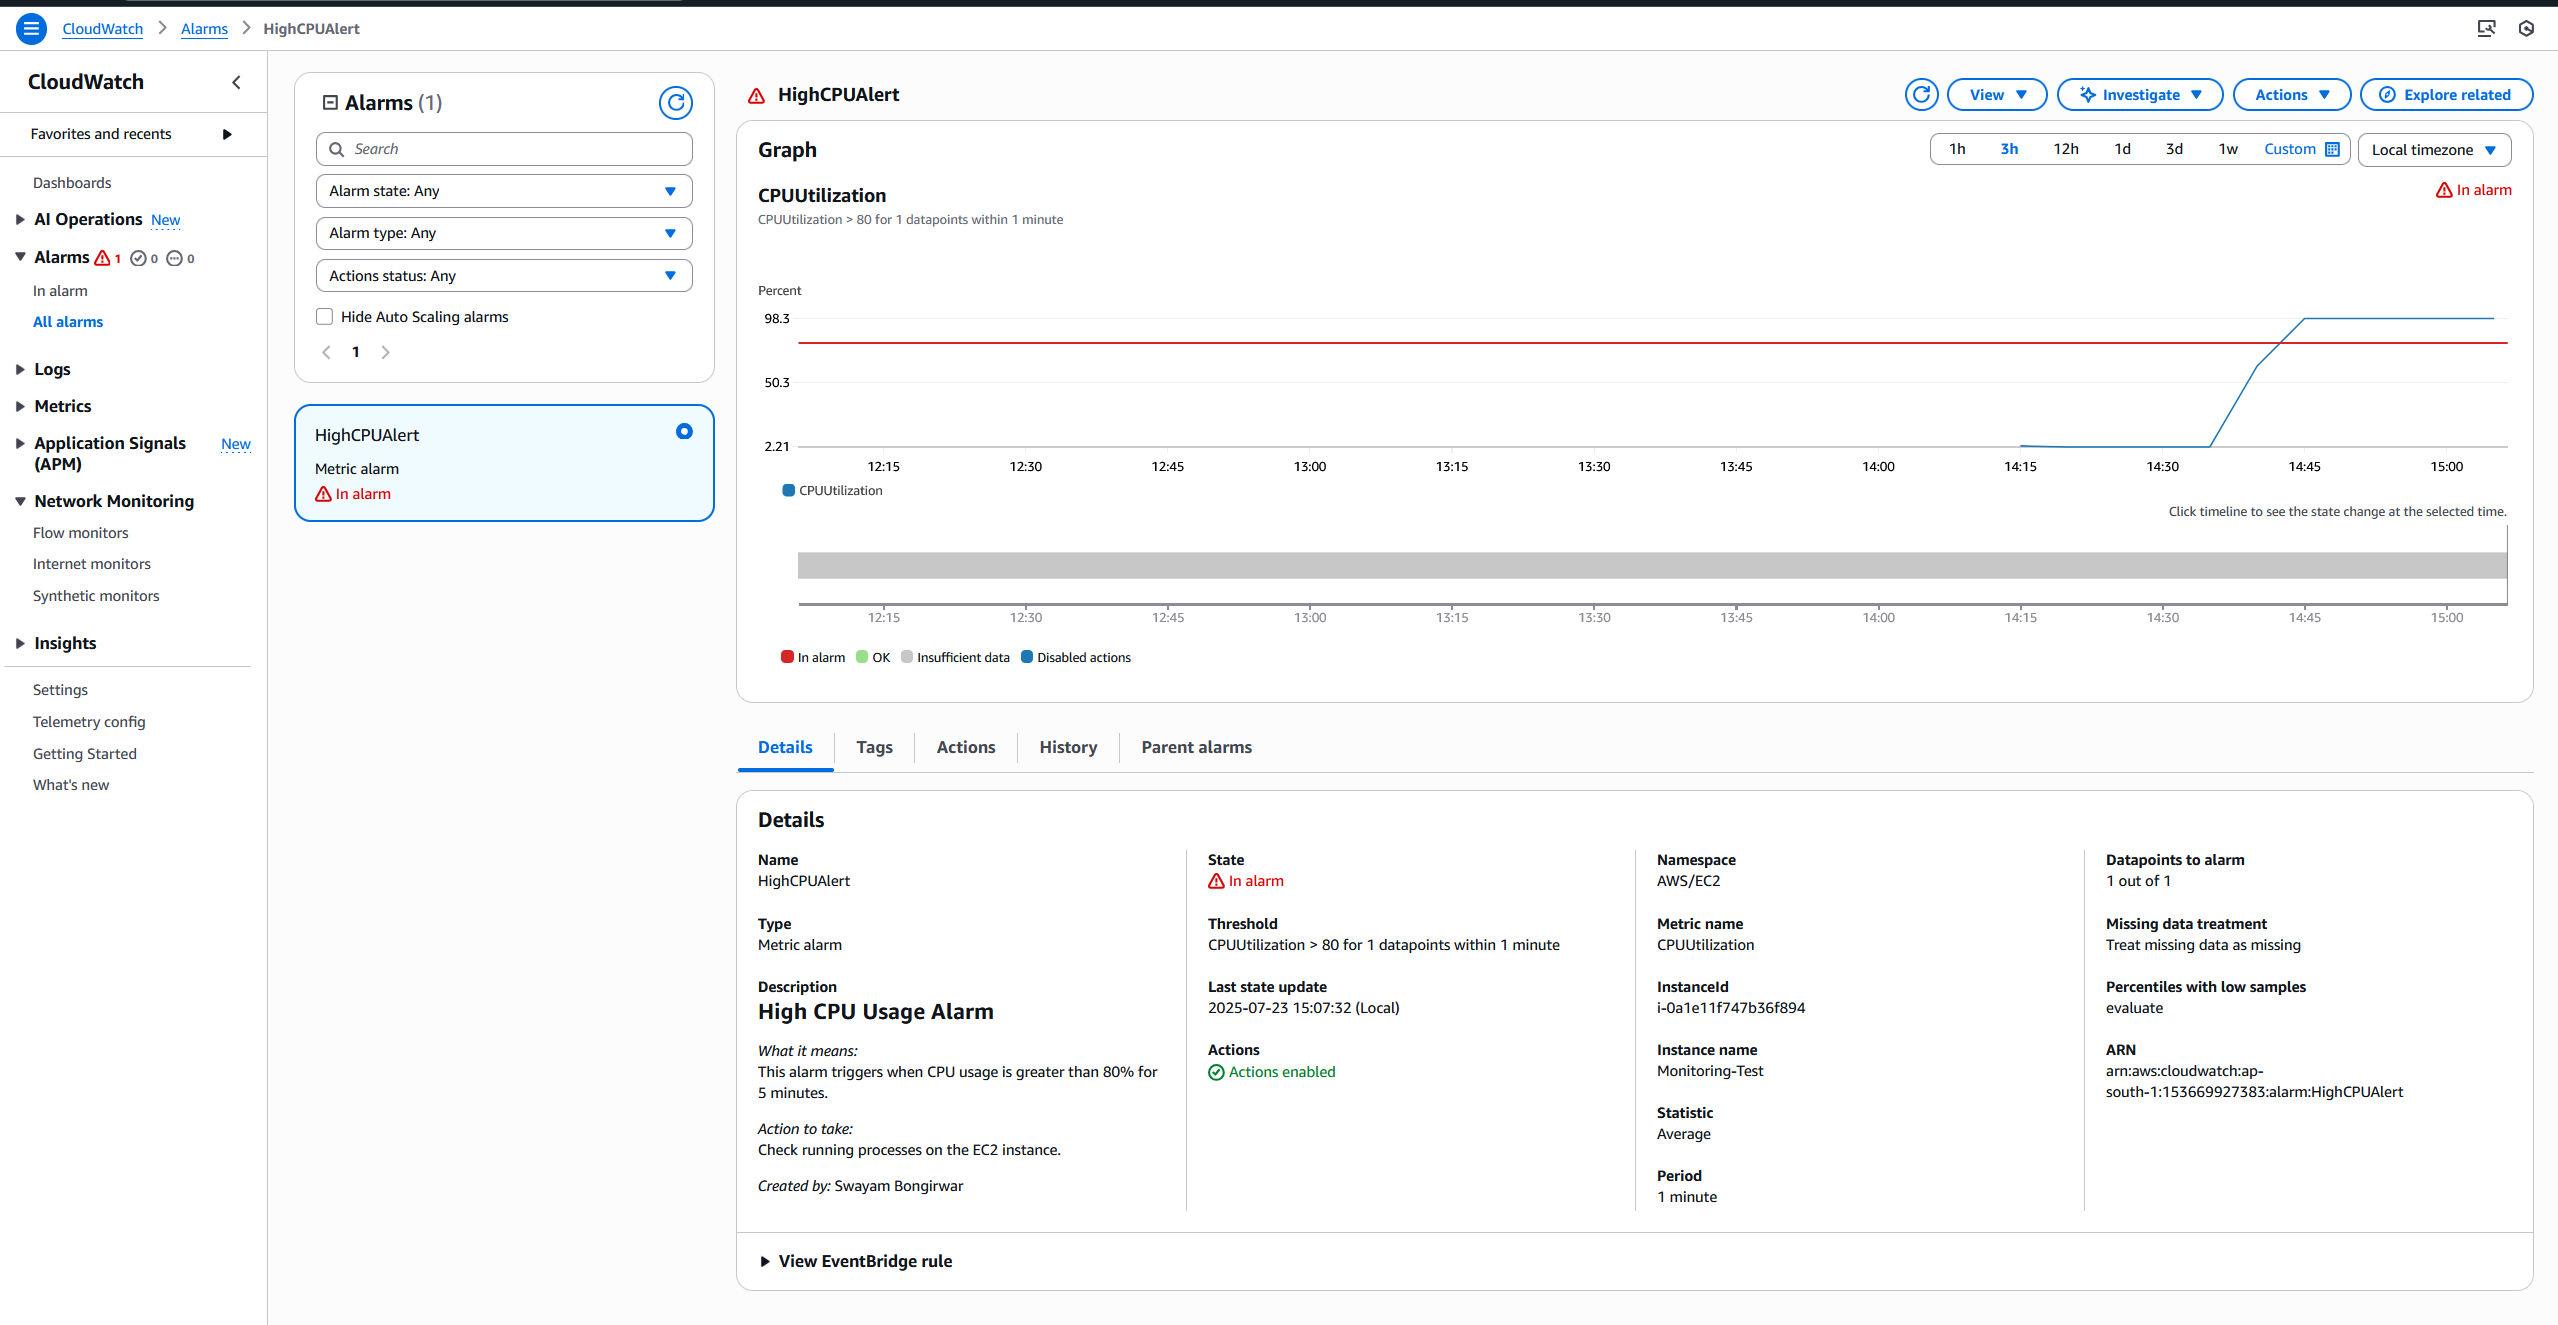 CloudWatch > Alarms > HighCPUAlert
CloudWatch
Favorites and recents
Dashboards
AI Operations New
Alarms 1 0 0
In alarm
All alarms
Logs
Metrics
Application Signals New
(APM)
Network Monitoring
Flow monitors
Internet monitors
Synthetic monitors
Insights
Settings
Telemetry config
Getting Started
What's new
Alarms (1)
Search
Alarm state: Any
Alarm type: Any
Actions status: Any
Hide Auto Scaling alarms
1
HighCPUAlert
Metric alarm
In alarm
HighCPUAlert
View Investigate Actions Explore related
Graph
1h 3h 12h 1d 3d 1w Custom Local timezone
CPUUtilization
In alarm
CPUUtilization > 80 for 1 datapoints within 1 minute
Percent
98.3
50.3
2.21
12:15 12:30 12:45 13:00 13:15 13:30 13:45 14:00 14:15 14:30 14:45 15:00
CPUUtilization
Click timeline to see the state change at the selected time.
12:15 12:30 12:45 13:00 13:15 13:30 13:45 14:00 14:15 14:30 14:45 15:00
In alarm OK Insufficient data Disabled actions
Details Tags Actions History Parent alarms
Details
Name
HighCPUAlert
Type
Metric alarm
Description
High CPU Usage Alarm
What it means:
This alarm triggers when CPU usage is greater than 80% for
5 minutes.
Action to take:
Check running processes on the EC2 instance.
Created by: Swayam Bongirwar
State
In alarm
Threshold
CPUUtilization > 80 for 1 datapoints within 1 minute
Last state update
2025-07-23 15:07:32 (Local)
Actions
Actions enabled
Namespace
AWS/EC2
Metric name
CPUUtilization
InstanceId
i-0a1e11f747b36f894
Instance name
Monitoring-Test
Statistic
Average
Period
1 minute
Datapoints to alarm
1 out of 1
Missing data treatment
Treat missing data as missing
Percentiles with low samples
evaluate
ARN
arn:aws:cloudwatch:ap-
south-1:153669927383:alarm:HighCPUAlert
View EventBridge rule